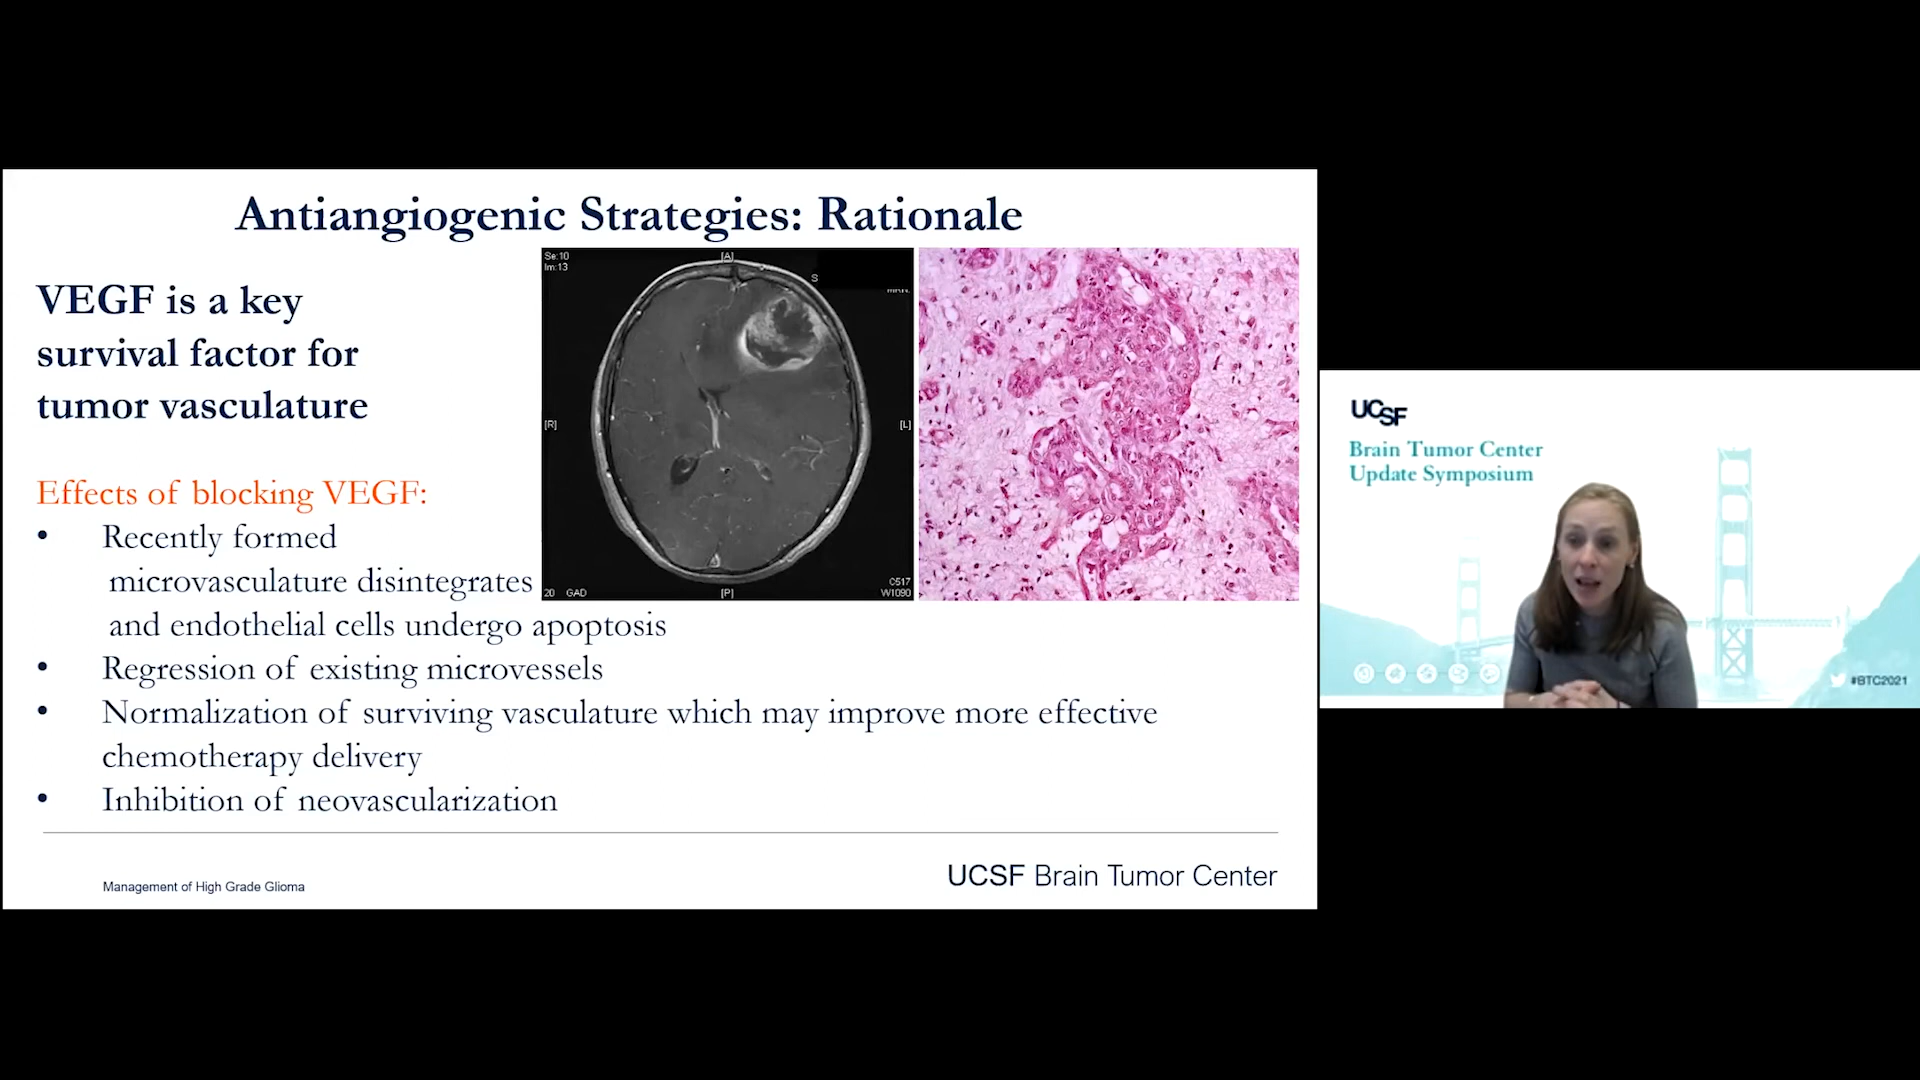 Antiangiogenic Strategies: Rationale
VEGF is a key
survival factor for
tumor vasculature
Effects of blocking VEGF:
• Recently formed
microvasculature disintegrates
and endothelial cells undergo apoptosis
• Regression of existing microvessels
• Normalization of surviving vasculature which may improve more effective
chemotherapy delivery
• Inhibition of neovascularization
Se:10
Im:13
[A]
S
[R]
[L]
20 GAD
[P]
C517
W1090
Management of High Grade Glioma
UCSF Brain Tumor Center
UCSF
Brain Tumor Center
Update Symposium
#BTC2021